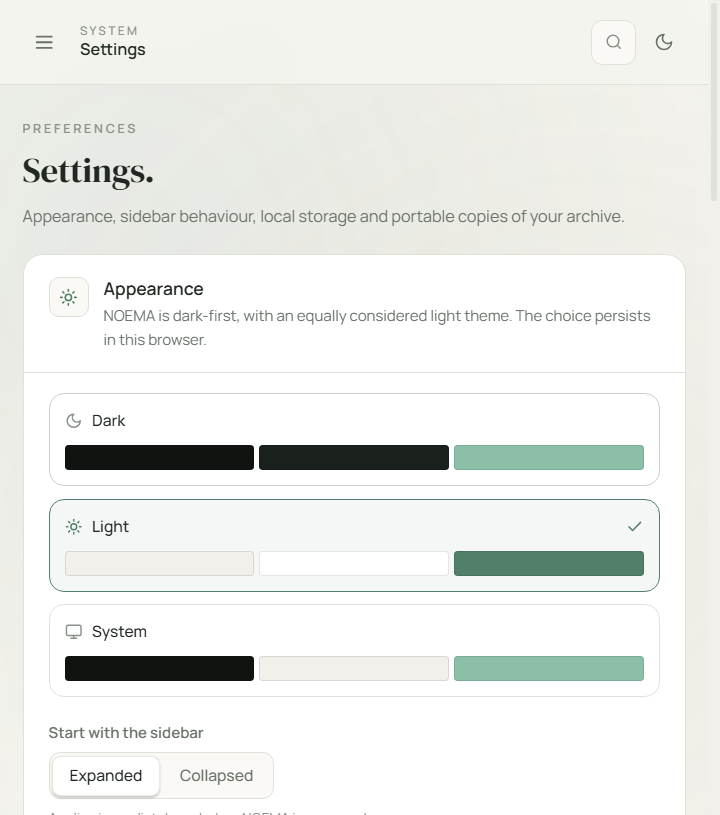 SYSTEM
Settings
PREFERENCES
Settings.
Appearance, sidebar behaviour, local storage and portable copies of your archive.
Appearance
NOEMA is dark-first, with an equally considered light theme. The choice persists
in this browser.
Dark
Light
System
Start with the sidebar
Expanded
Collapsed